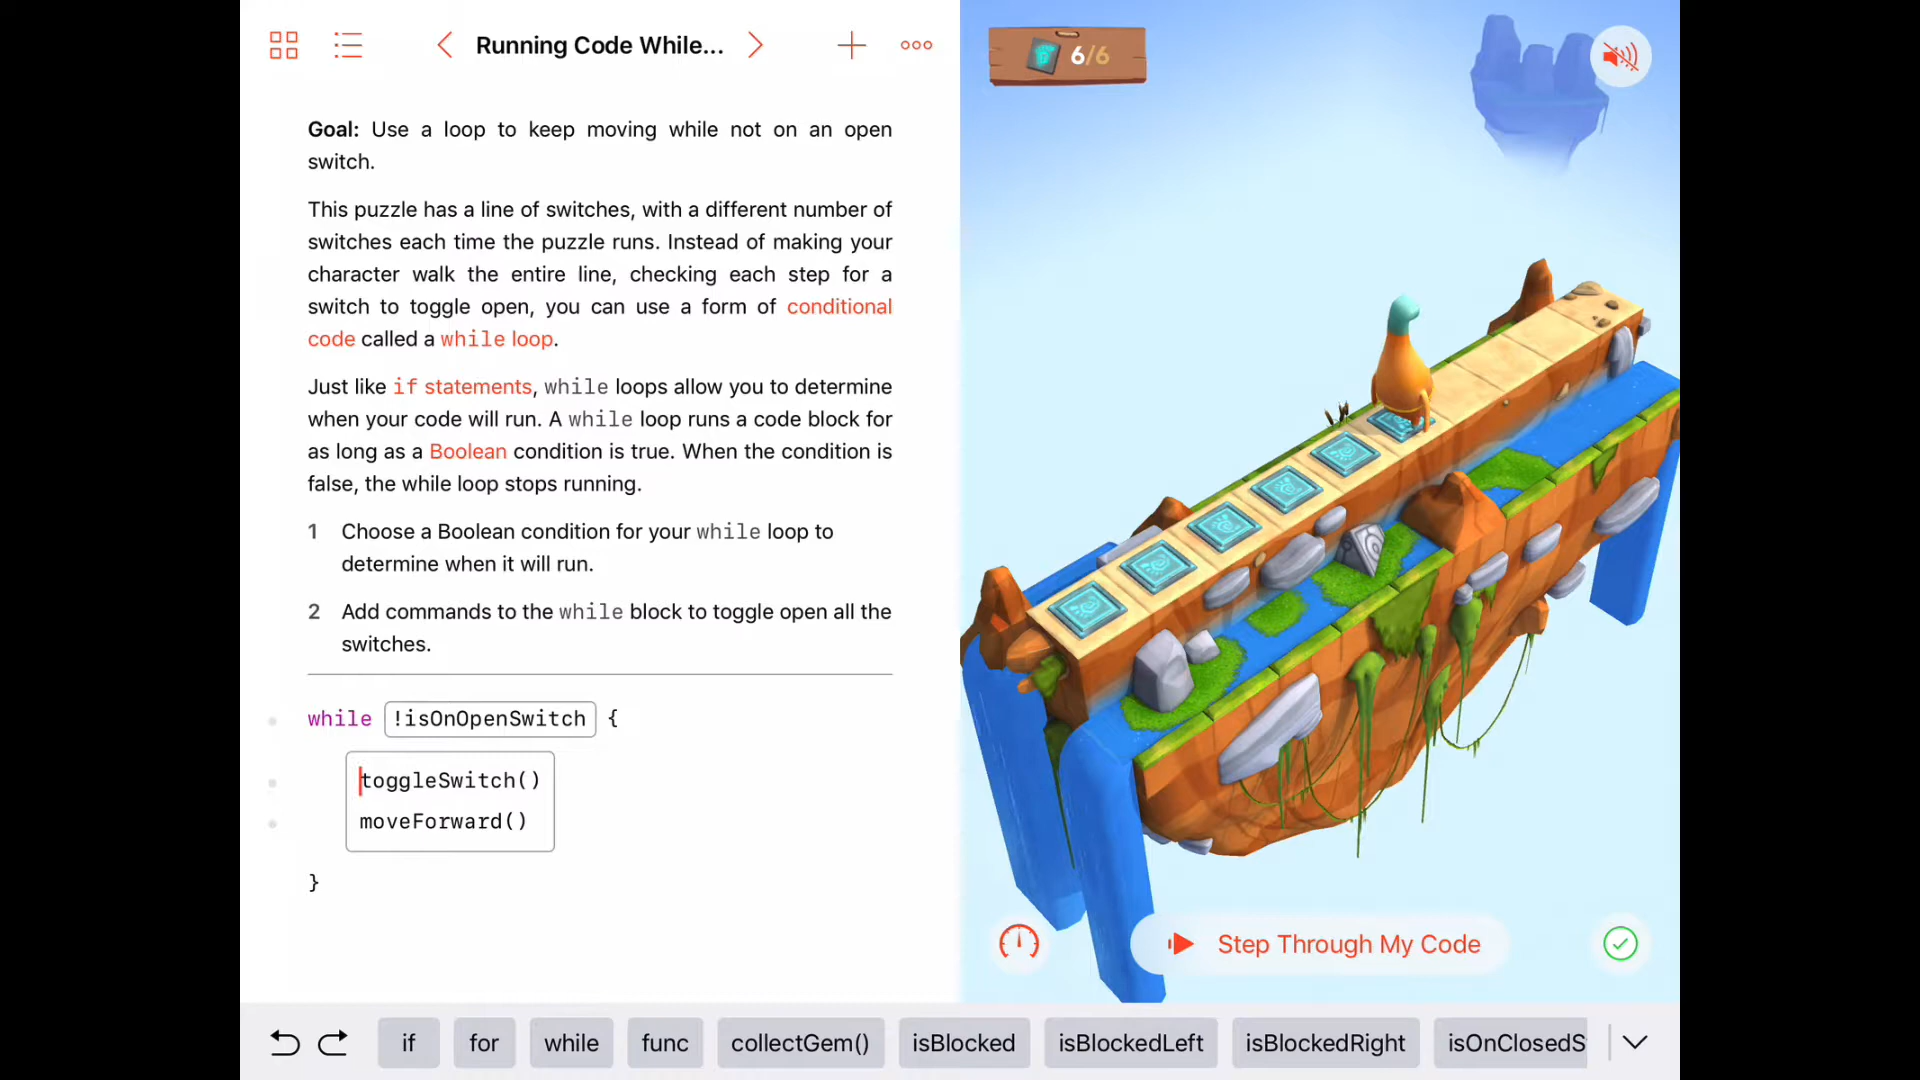 Running Code While...
6/6
Goal: Use a loop to keep moving while not on an open
switch.
This puzzle has a line of switches, with a different number of
switches each time the puzzle runs. Instead of making your
character walk the entire line, checking each step for a
switch to toggle open, you can use a form of conditional
code called a while loop.
Just like if statements, while loops allow you to determine
when your code will run. A while loop runs a code block for
as long as a Boolean condition is true. When the condition is
false, the while loop stops running.
1 Choose a Boolean condition for your while loop to
determine when it will run.
2 Add commands to the while block to toggle open all the
switches.
while !isOnOpenSwitch {
toggleSwitch()
moveForward()
}
Step Through My Code
if for while func collectGem() isBlocked isBlockedLeft isBlockedRight isOnClosedS